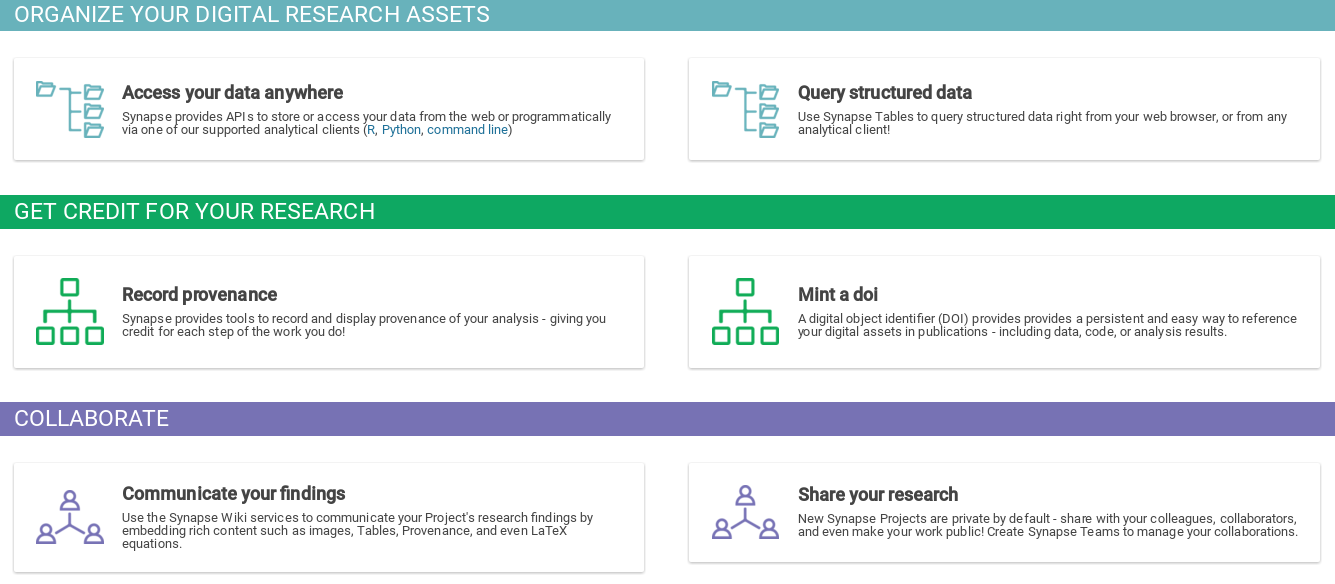 ORGANIZE YOUR DIGITAL RESEARCH ASSETS
Access your data anywhere
Synapse provides APIs to store or access your data from the web or programmatically
via one of our supported analytical clients (R, Python, command line)
Query structured data
Use Synapse Tables to query structured data right from your web browser, or from any
analytical client!
GET CREDIT FOR YOUR RESEARCH
Record provenance
Synapse provides tools to record and display provenance of your analysis - giving you
credit for each step of the work you do!
Mint a doi
A digital object identifier (DOI) provides provides a persistent and easy way to reference
your digital assets in publications - including data, code, or analysis results.
COLLABORATE
Communicate your findings
Use the Synapse Wiki services to communicate your Project's research findings by
embedding rich content such as images, Tables, Provenance, and even LaTeX
equations.
Share your research
New Synapse Projects are private by default - share with your colleagues, collaborators,
and even make your work public! Create Synapse Teams to manage your collaborations.